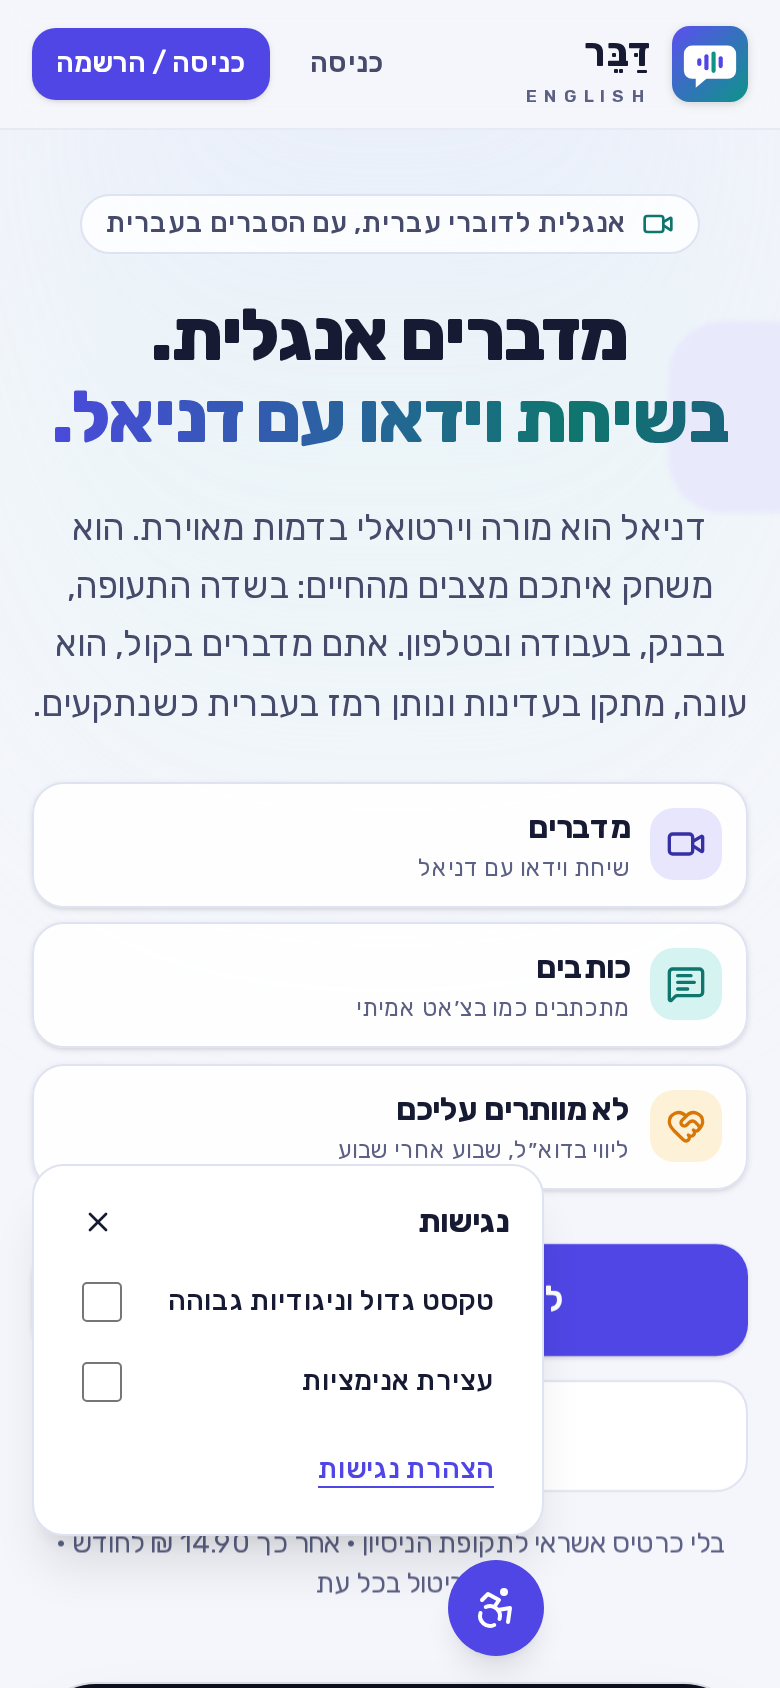 דַּבֵּר
ENGLISH
כניסה
כניסה / הרשמה
אנגלית לדוברי עברית, עם הסברים בעברית
מדברים אנגלית.
בשיחת וידאו עם דניאל.
דניאל הוא מורה וירטואלי בדמות מאוירת. הוא
משחק איתכם מצבים מהחיים: בשדה התעופה,
בבנק, בעבודה ובטלפון. אתם מדברים בקול, הוא
עונה, מתקן בעדינות ונותן רמז בעברית כשנתקעים.
מדברים
שיחת וידאו עם דניאל
כותבים
מתכתבים כמו בצ׳אט אמיתי
לא מוותרים עליכם
ליווי בדוא״ל, שבוע אחרי שבוע
נגישות
טקסט גדול וניגודיות גבוהה
עצירת אנימציות
הצהרת נגישות
בלי כרטיס אשראי לתקופת הניסיון • אחר כך 14.90 ₪ לחודש •
ביטול בכל עת